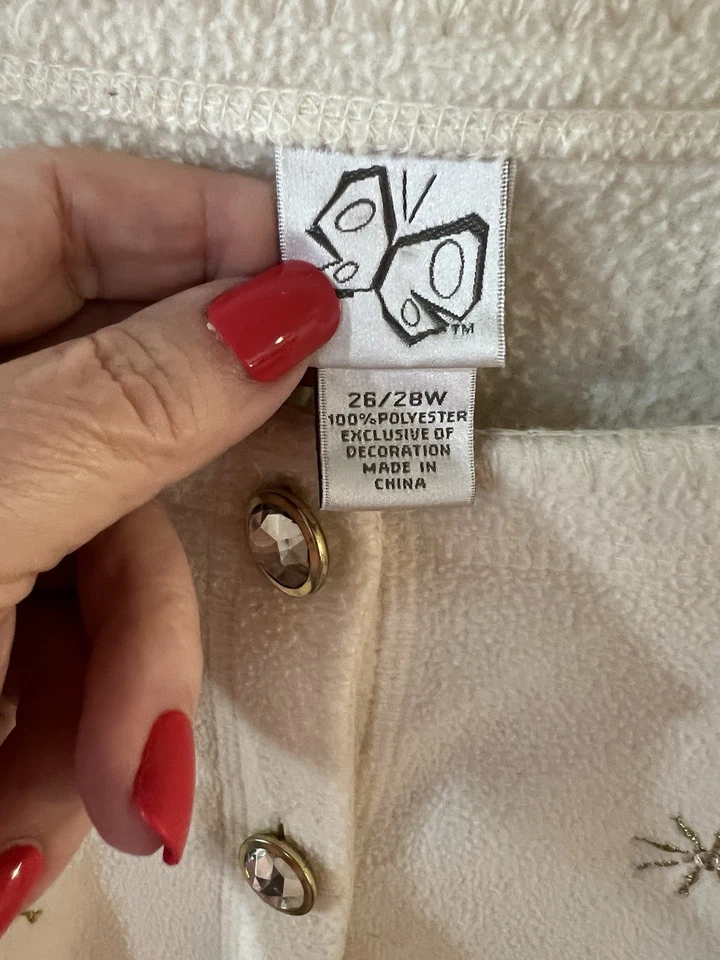 TM
26/28W
100%POLYESTER
EXCLUSIVE OF
DECORATION
MADE IN
CHINA